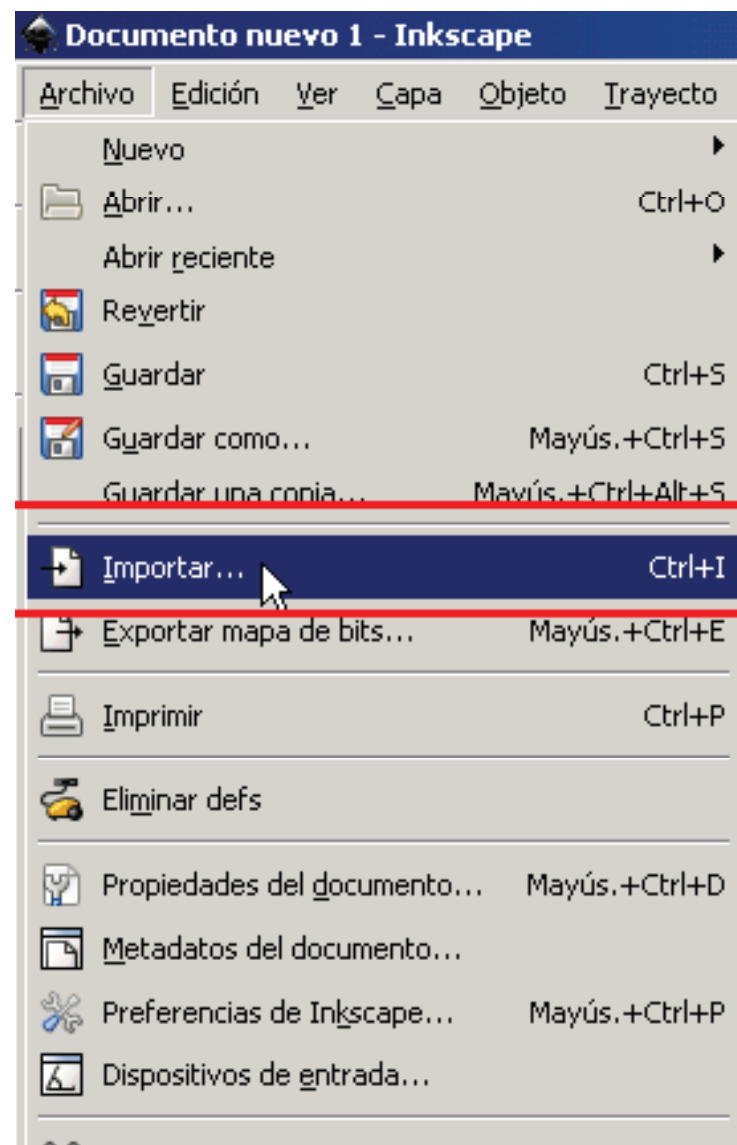 Documento nuevo 1 - Inkscape
Archivo Edición Ver Capa Objeto Trayecto
Nuevo
Abrir... Ctrl+O
Abrir reciente
Revertir
Guardar Ctrl+S
Guardar como... Mayús.+Ctrl+S
Guardar una copia... Mayús.+Ctrl+Alt+S
Importar... Ctrl+I
Exportar mapa de bits... Mayús.+Ctrl+E
Imprimir Ctrl+P
Eliminar defs
Propiedades del documento... Mayús.+Ctrl+D
Metadatos del documento...
Preferencias de Inkscape... Mayús.+Ctrl+P
Dispositivos de entrada...